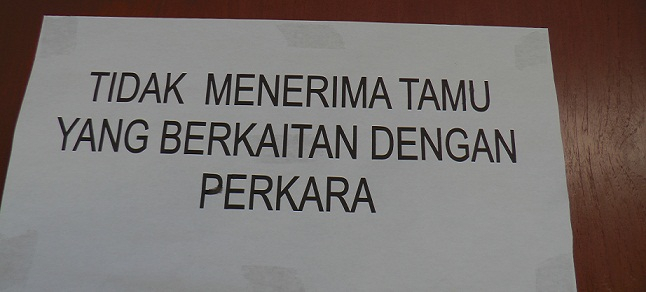 TIDAK MENERIMA TAMU
YANG BERKAITAN DENGAN
PERKARA